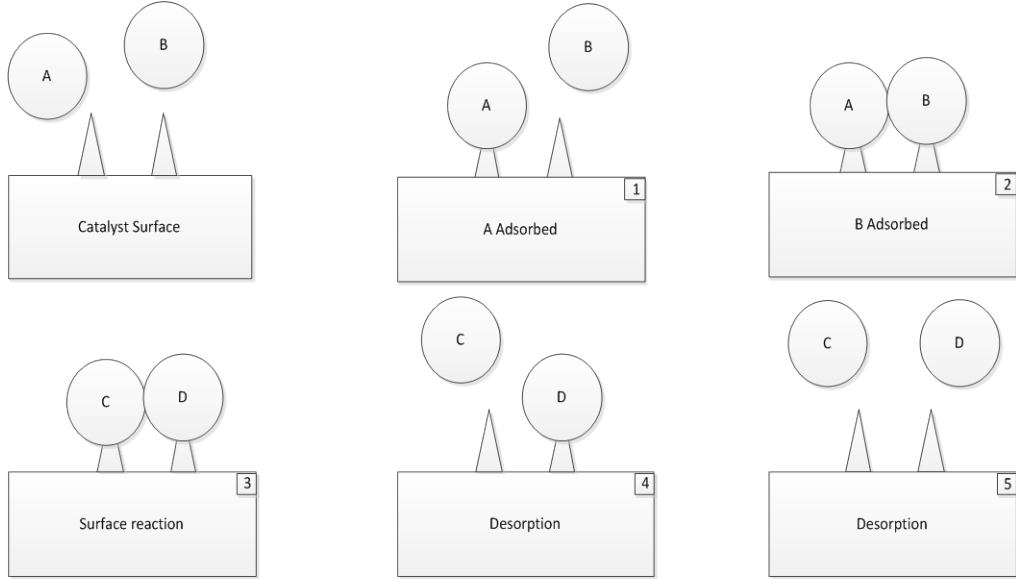 A
B
Catalyst Surface
A
B
1
A Adsorbed
A
B
2
B Adsorbed
C
D
3
Surface reaction
C
D
4
Desorption
C
D
5
Desorption